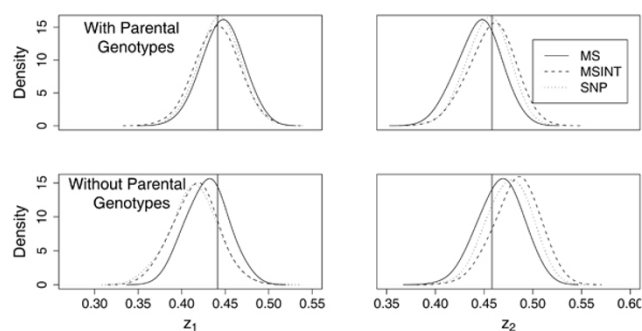 With Parental
Genotypes
Density
0 5 10 15
MS
MSINT
SNP
Without Parental
Genotypes
Density
0 5 10 15
0.30 0.35 0.40 0.45 0.50 0.55
z1
0.35 0.40 0.45 0.50 0.55 0.60
z2